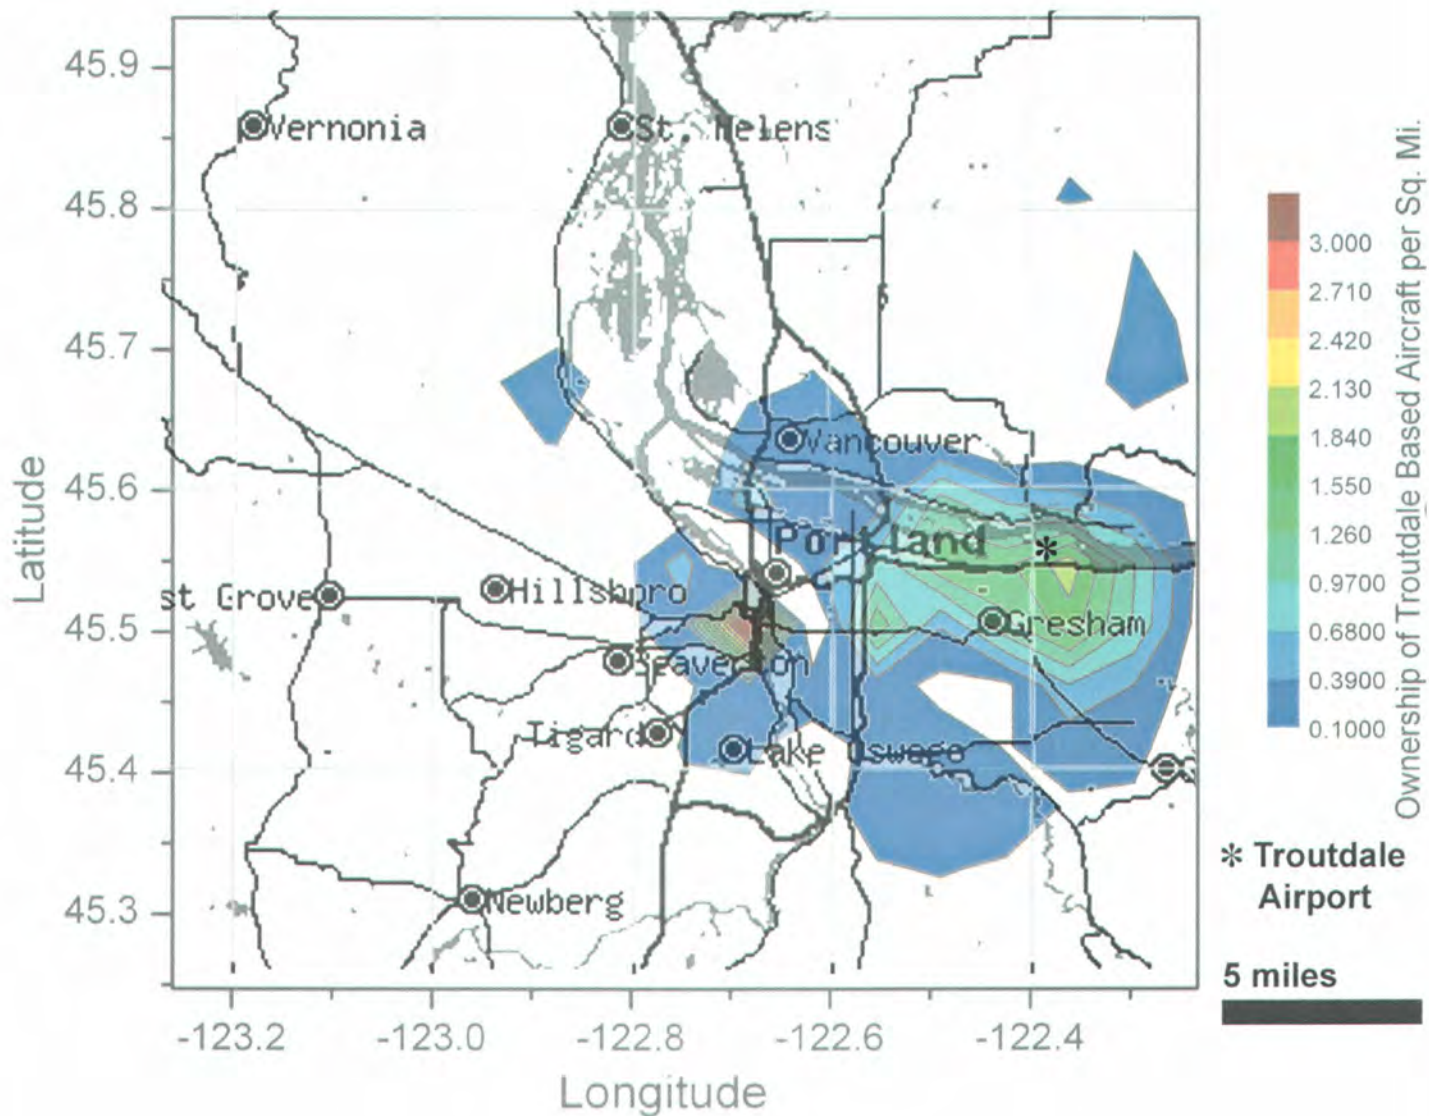 45.9
45.8
45.7
45.6
45.5
45.4
45.3
Latitude
-123.2
-123.0
-122.8
-122.6
-122.4
Longitude
Vernonia
St. Helens
Vancouver
Portland
st Grove
Hillsboro
Gresham
Beaverton
Tigard
Lake Oswego
Newberg
3.000
2.710
2.420
2.130
1.840
1.550
1.260
0.9700
0.6800
0.3900
0.1000
Ownership of Troutdale Based Aircraft per Sq. Mi.
* Troutdale
Airport
5 miles